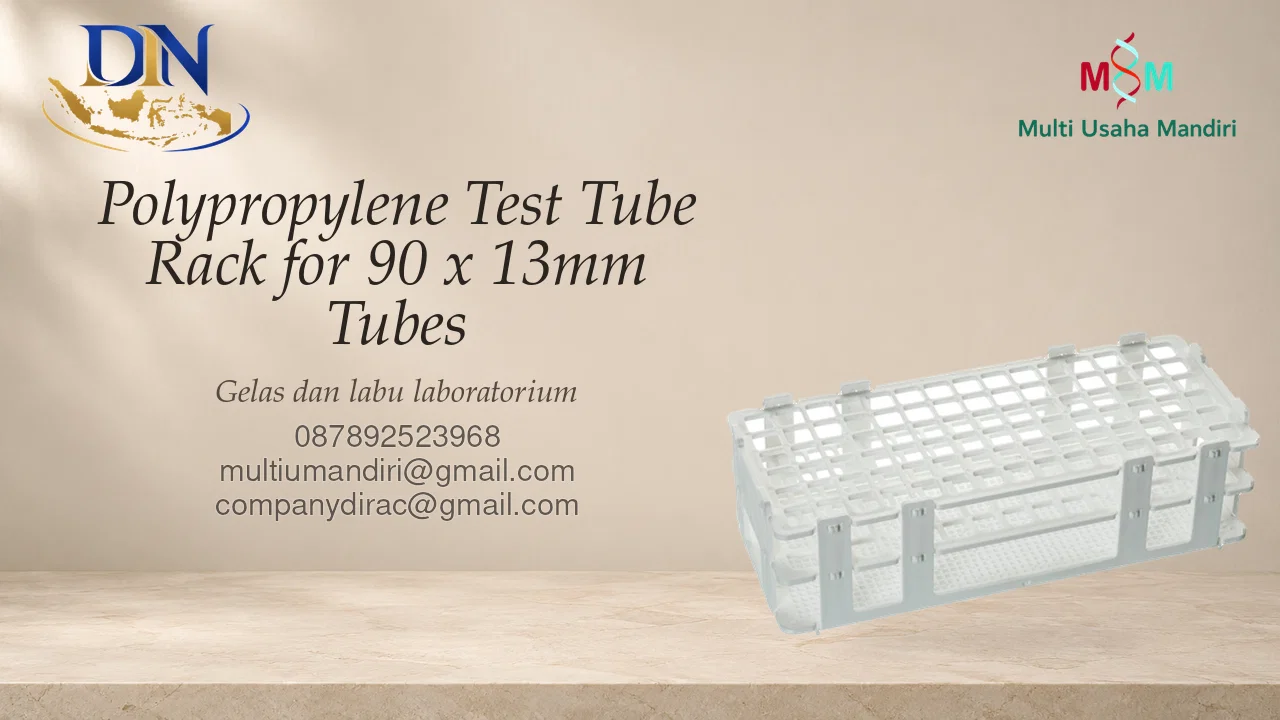 DN
M M
Multi Usaha Mandiri
Polypropylene Test Tube
Rack for 90 x 13mm
Tubes
Gelas dan labu laboratorium
087892523968
multiumandiri@gmail.com
companydirac@gmail.com